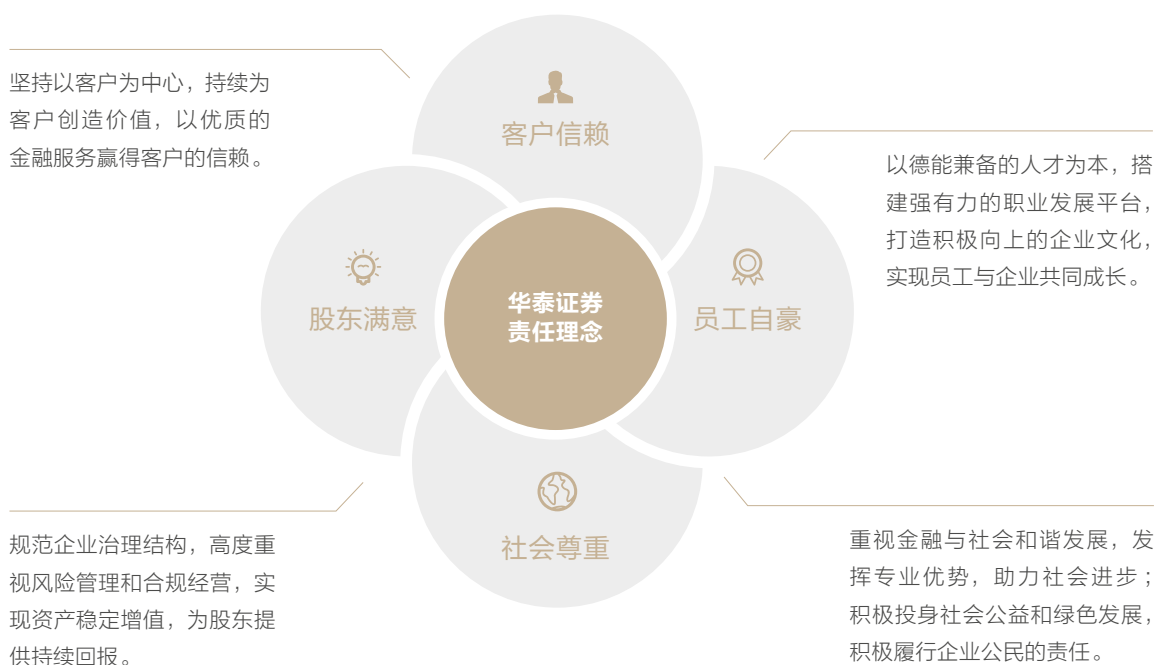 坚持以客户为中心，持续为
客户创造价值，以优质的
金融服务赢得客户的信赖。
客户信赖
以德能兼备的人才为本，搭
建强有力的职业发展平台，
打造积极向上的企业文化，
实现员工与企业共同成长。
股东满意
华泰证券
责任理念
员工自豪
社会尊重
规范企业治理结构，高度重
视风险管理和合规经营，实
现资产稳定增值，为股东提
供持续回报。
重视金融与社会和谐发展，发
挥专业优势，助力社会进步；
积极投身社会公益和绿色发展，
积极履行企业公民的责任。